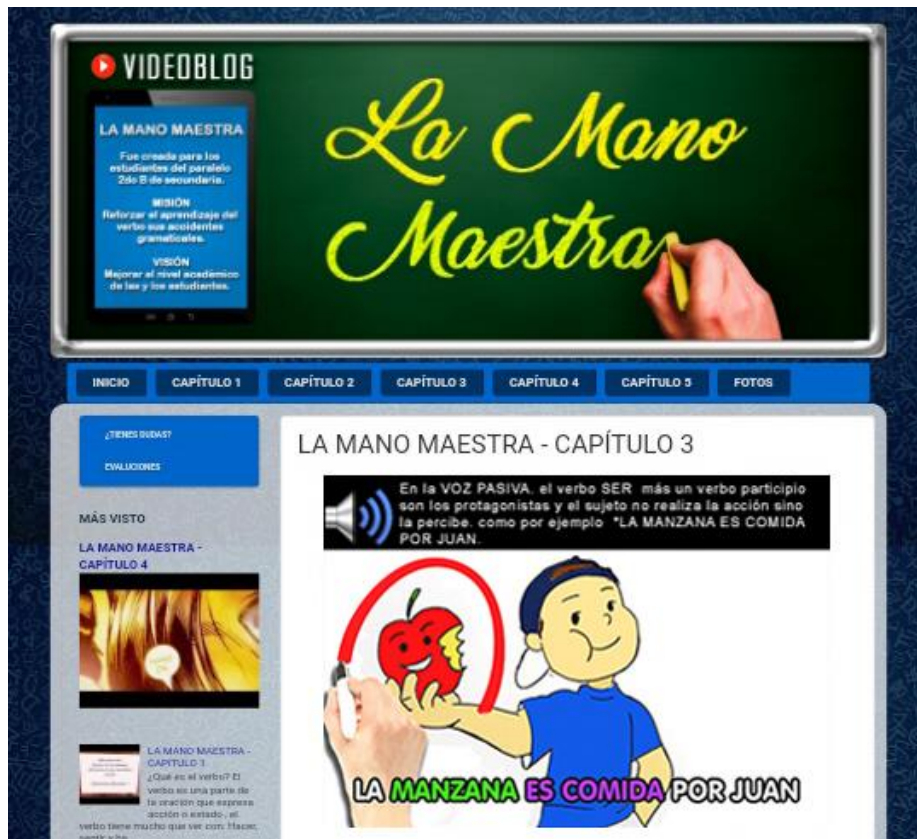 VIDEOBLOG
LA MANO MAESTRA
Fue creada para los
estudiantes del paralelo
2do B de secundaria.
MISIÓN
Reforzar el aprendizaje del
verbo sus accidentes
gramaticales.
VISIÓN
Mejorar el nivel académico
de las y los estudiantes.
La Mano
Maestra
INICIO CAPÍTULO 1 CAPÍTULO 2 CAPÍTULO 3 CAPÍTULO 4 CAPÍTULO 5 FOTOS
¿TIENES DUDAS?
EVALUCIONES
MÁS VISTO
LA MANO MAESTRA -
CAPÍTULO 4
LA MANO MAESTRA -
CAPÍTULO 1
¿Qué es el verbo? El
verbo es una parte de
la oración que expresa
acción o estado , el
verbo tiene mucho que ver con: Hacer,
LA MANO MAESTRA - CAPÍTULO 3
En la VOZ PASIVA. el verbo SER más un verbo participio
son los protagonistas y el sujeto no realiza la acción sino
la percibe. como por ejemplo "LA MANZANA ES COMIDA
POR JUAN.
LA MANZANA ES COMIDA POR JUAN